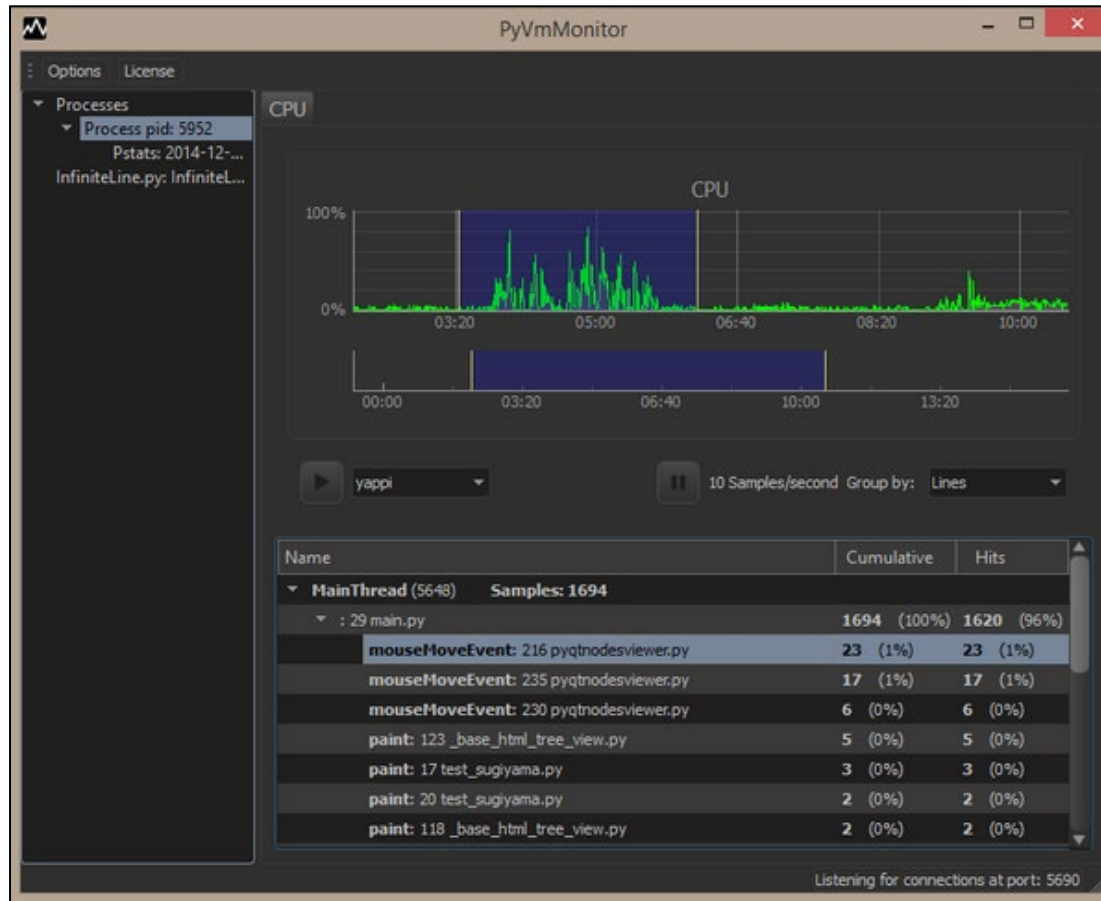 PyVmMonitor
Options License
Processes
Process pid: 5952
Pstats: 2014-12-...
InfiniteLine.py: InfiniteL...
CPU
CPU
100%
0%
03:20 05:00 06:40 08:20 10:00
00:00 03:20 06:40 10:00 13:20
yappi 10 Samples/second Group by: Lines
Name Cumulative Hits
MainThread (5648) Samples: 1694
: 29 main.py 1694 (100%) 1620 (96%)
mouseMoveEvent: 216 pyqtnodesviewer.py 23 (1%) 23 (1%)
mouseMoveEvent: 235 pyqtnodesviewer.py 17 (1%) 17 (1%)
mouseMoveEvent: 230 pyqtnodesviewer.py 6 (0%) 6 (0%)
paint: 123 _base_html_tree_view.py 5 (0%) 5 (0%)
paint: 17 test_sugiyama.py 3 (0%) 3 (0%)
paint: 20 test_sugiyama.py 2 (0%) 2 (0%)
paint: 118 _base_html_tree_view.py 2 (0%) 2 (0%)
Listening for connections at port: 5690